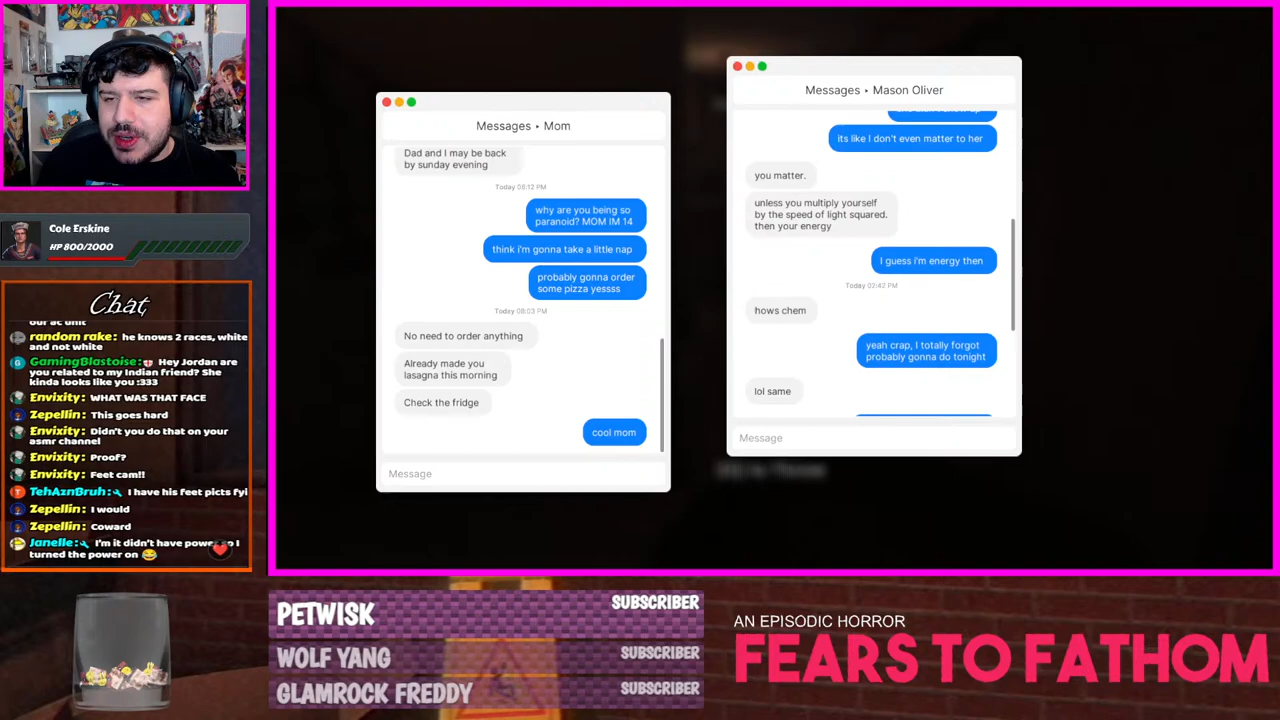 Cole Erskine
HP 800/2000
Chat
our ac unit
random rake: he knows 2 races, white
and not white
GamingBlastoise: Hey Jordan are
you related to my Indian friend? She
kinda looks like you :333
Envixity: WHAT WAS THAT FACE
Zepellin: This goes hard
Envixity: Didn't you do that on your
asmr channel
Envixity: Proof?
Envixity: Feet cam!!
TehAznBruh: I have his feet picts fyi
Zepellin: I would
Zepellin: Coward
Janelle: I'm it didn't have power so I
turned the power on 😂
Messages ▸ Mom
Dad and I may be back
by sunday evening
Today 08:12 PM
why are you being so
paranoid? MOM IM 14
think i'm gonna take a little nap
probably gonna order
some pizza yessss
Today 08:03 PM
No need to order anything
Already made you
lasagna this morning
Check the fridge
cool mom
Message
Messages ▸ Mason Oliver
its like I don't even matter to her
you matter.
unless you multiply yourself
by the speed of light squared.
then your energy
I guess i'm energy then
Today 02:42 PM
hows chem
yeah crap, I totally forgot
probably gonna do tonight
lol same
Message
PETWISK SUBSCRIBER
WOLF YANG SUBSCRIBER
GLAMROCK FREDDY SUBSCRIBER
AN EPISODIC HORROR
FEARS TO FATHOM